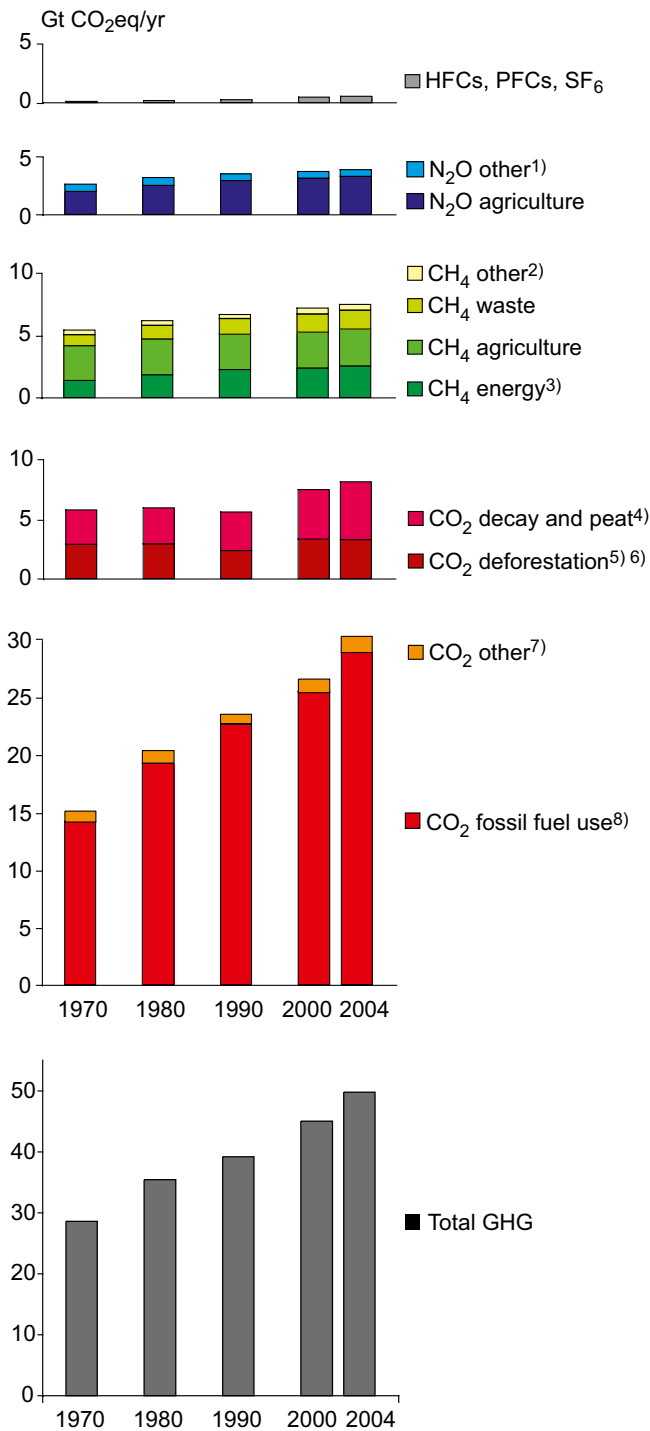 Gt CO₂eq/yr
5
0
HFCs, PFCs, SF₆
5
0
N₂O other¹⁾
N₂O agriculture
10
5
0
CH₄ other²⁾
CH₄ waste
CH₄ agriculture
CH₄ energy³⁾
10
5
0
CO₂ decay and peat⁴⁾
CO₂ deforestation⁵⁾ ⁶⁾
30
25
20
15
10
5
0
CO₂ other⁷⁾
CO₂ fossil fuel use⁸⁾
1970 1980 1990 2000 2004
50
40
30
20
10
0
Total GHG
1970 1980 1990 2000 2004